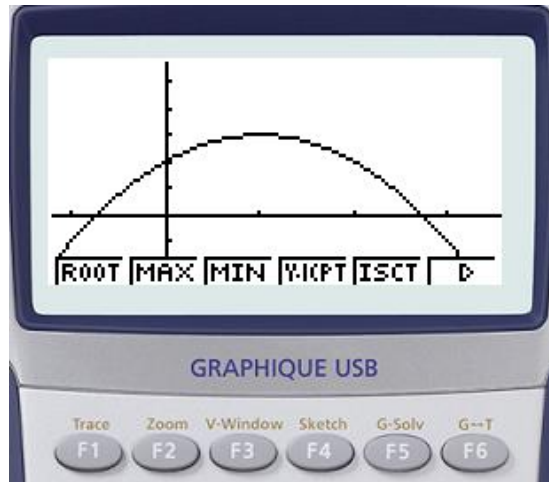 ROOT MAX MIN Y-ICPT ISCT ▷
GRAPHIQUE USB
Trace Zoom V-Window Sketch G-Solv G↔T
F1 F2 F3 F4 F5 F6